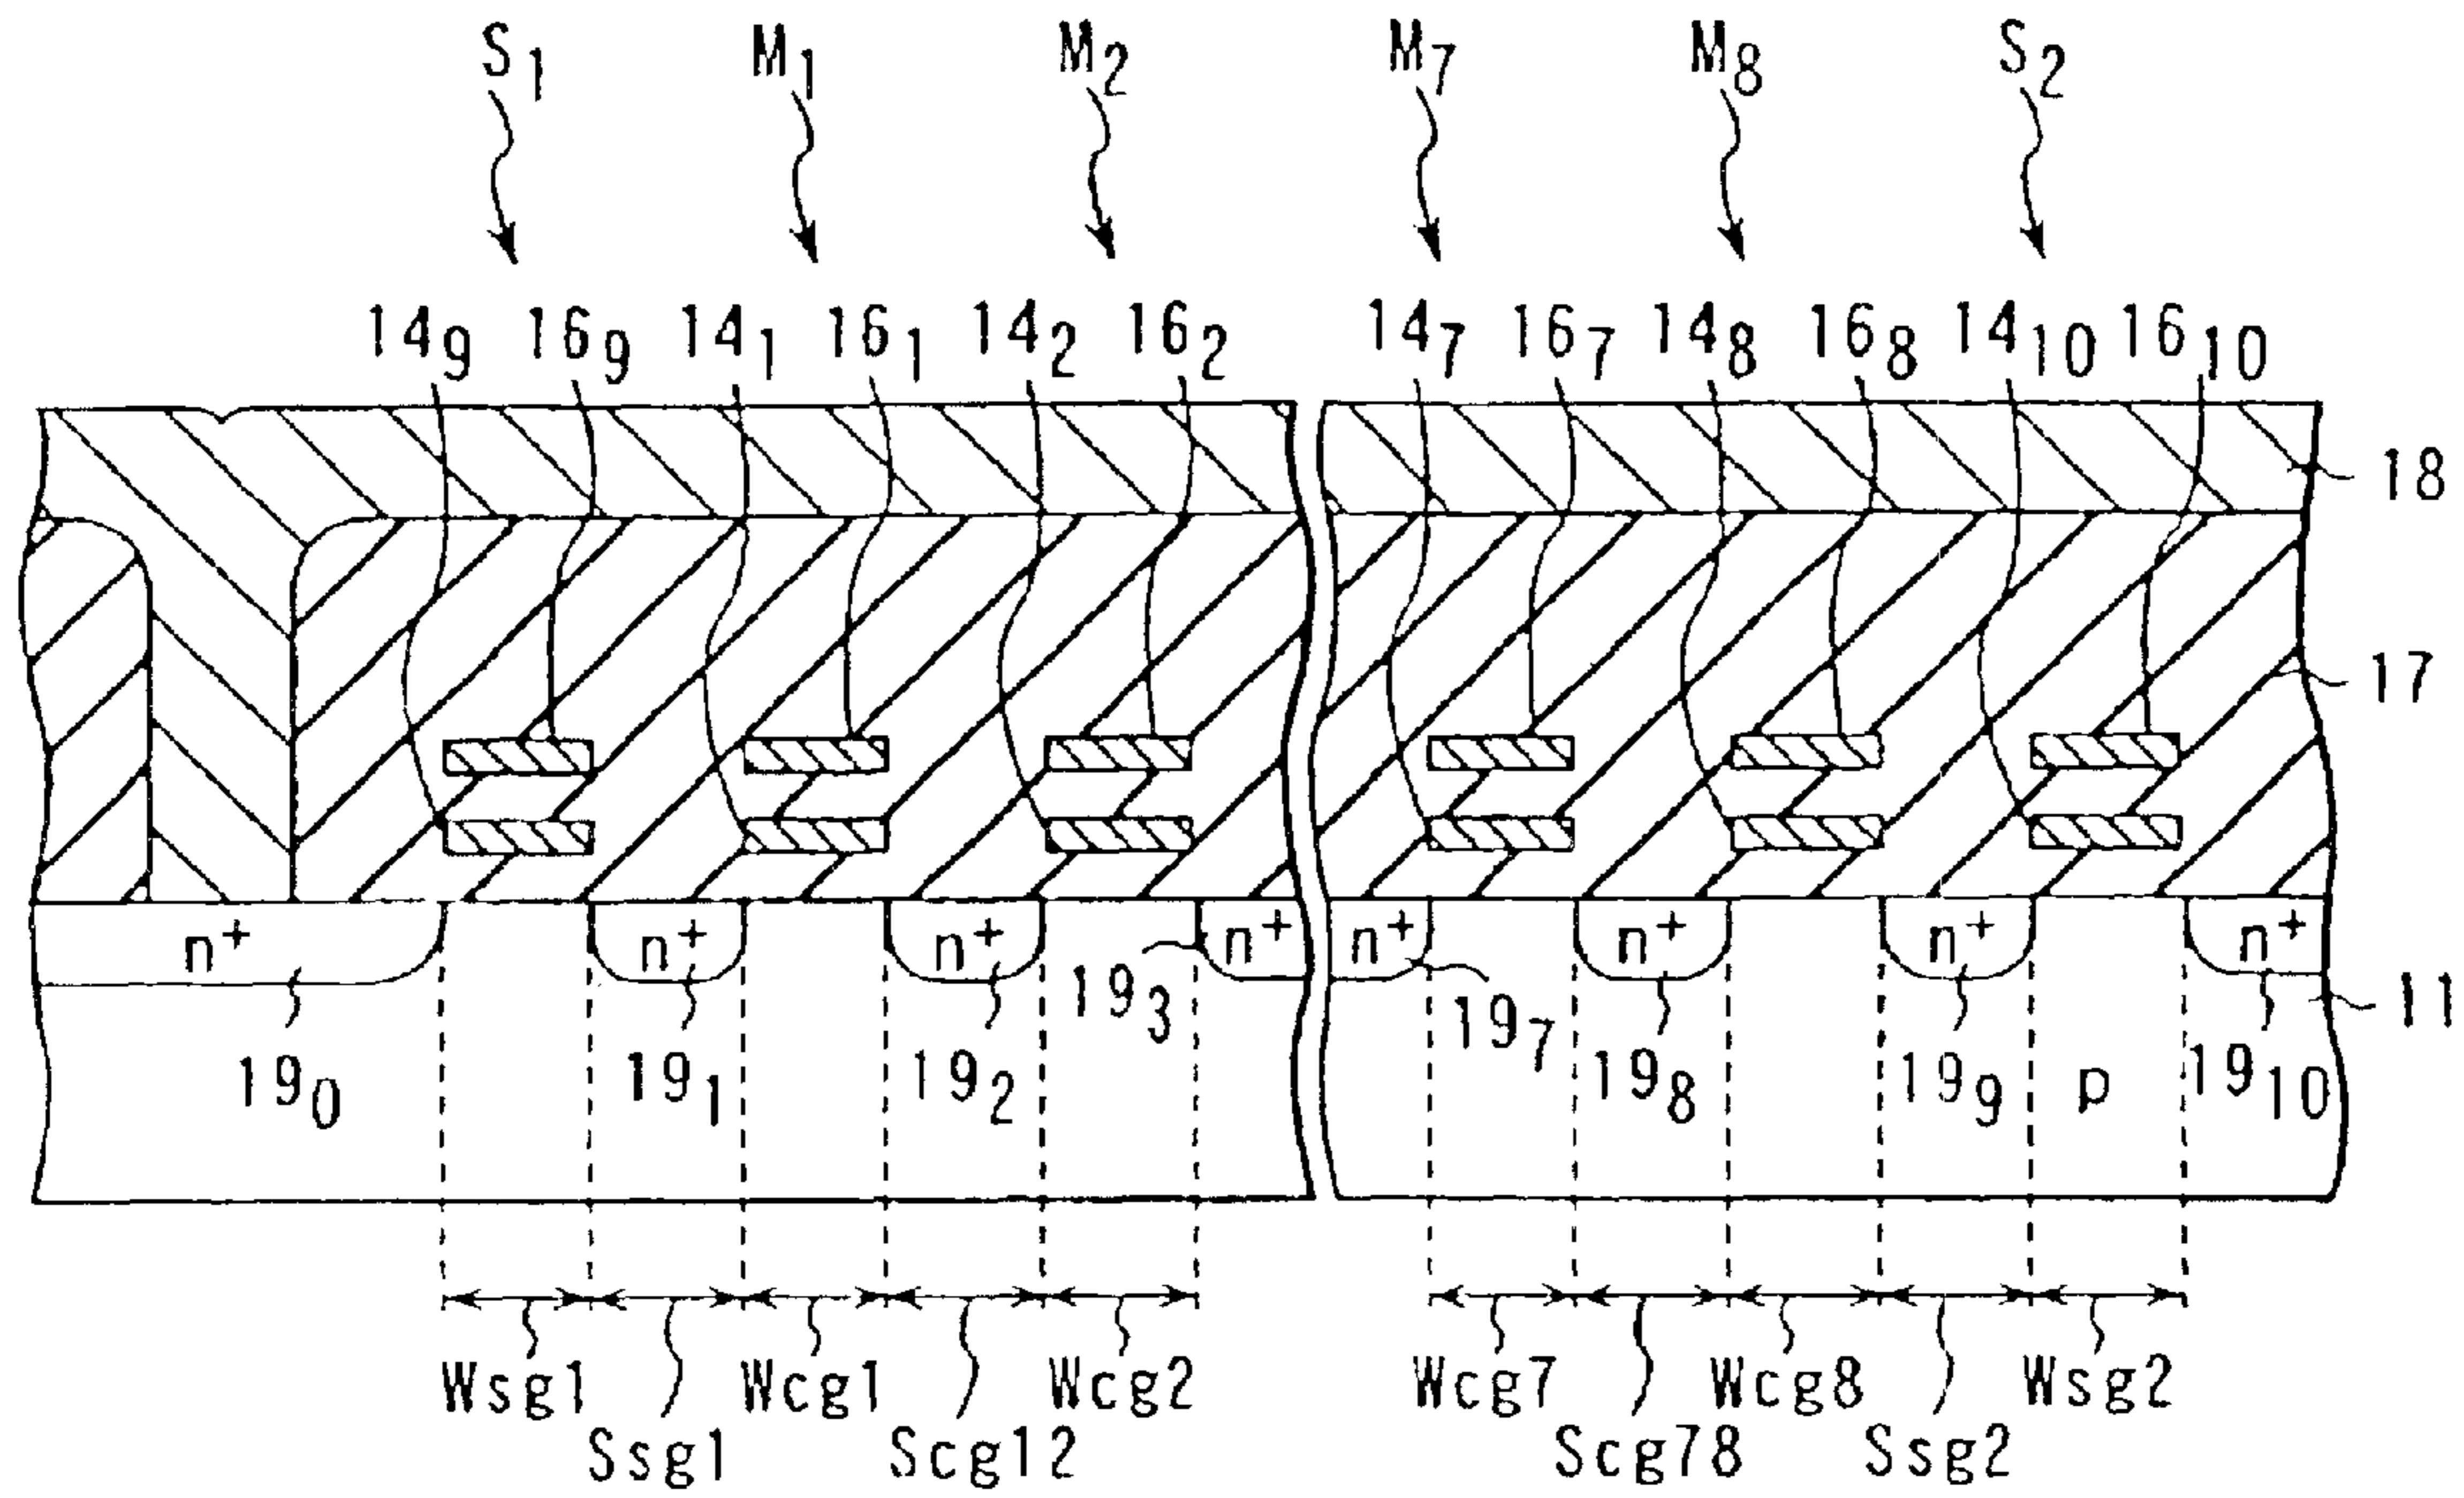 S1 M1 M2 M7 M8 S2
149 169 141 161 142 162 147 167 148 168 1410 1610
18
17
n+ n+ n+ n+ n+ n+ n+ n+
193 197 11
190 191 192 198 199 p 1910
Wsg1 Wcg1 Wcg2 Wcg7 Wcg8 Wsg2
Ssg1 Scg12 Scg78 Ssg2